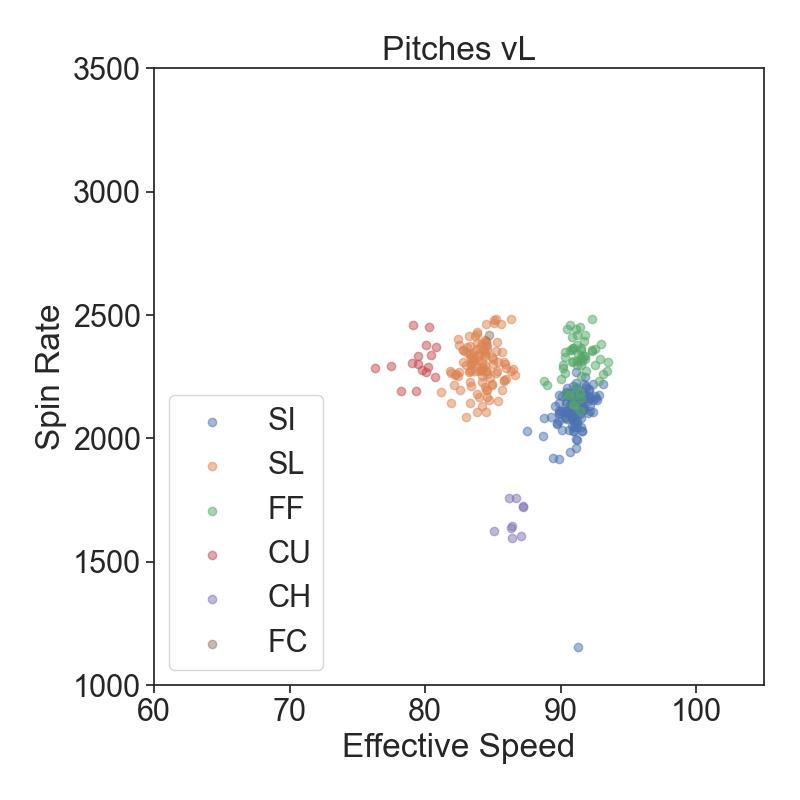 Pitches vL
3500
3000
2500
2000
1500
1000
Spin Rate
SI
SL
FF
CU
CH
FC
60
70
80
90
100
Effective Speed